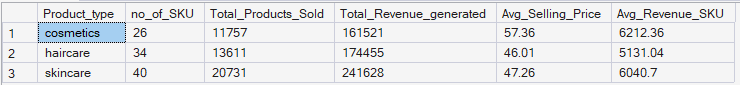 Product_type no_of_SKU Total_Products_Sold Total_Revenue_generated Avg_Selling_Price Avg_Revenue_SKU
1 cosmetics 26 11757 161521 57.36 6212.36
2 haircare 34 13611 174455 46.01 5131.04
3 skincare 40 20731 241628 47.26 6040.7